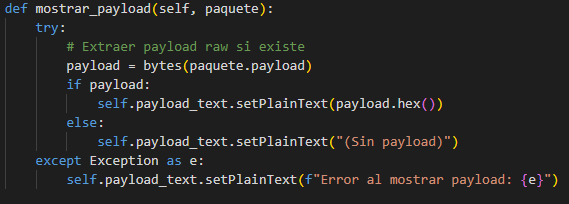 def mostrar_payload(self, paquete):
    try:
        # Extraer payload raw si existe
        payload = bytes(paquete.payload)
        if payload:
            self.payload_text.setPlainText(payload.hex())
        else:
            self.payload_text.setPlainText("(Sin payload)")
    except Exception as e:
        self.payload_text.setPlainText(f"Error al mostrar payload: {e}")